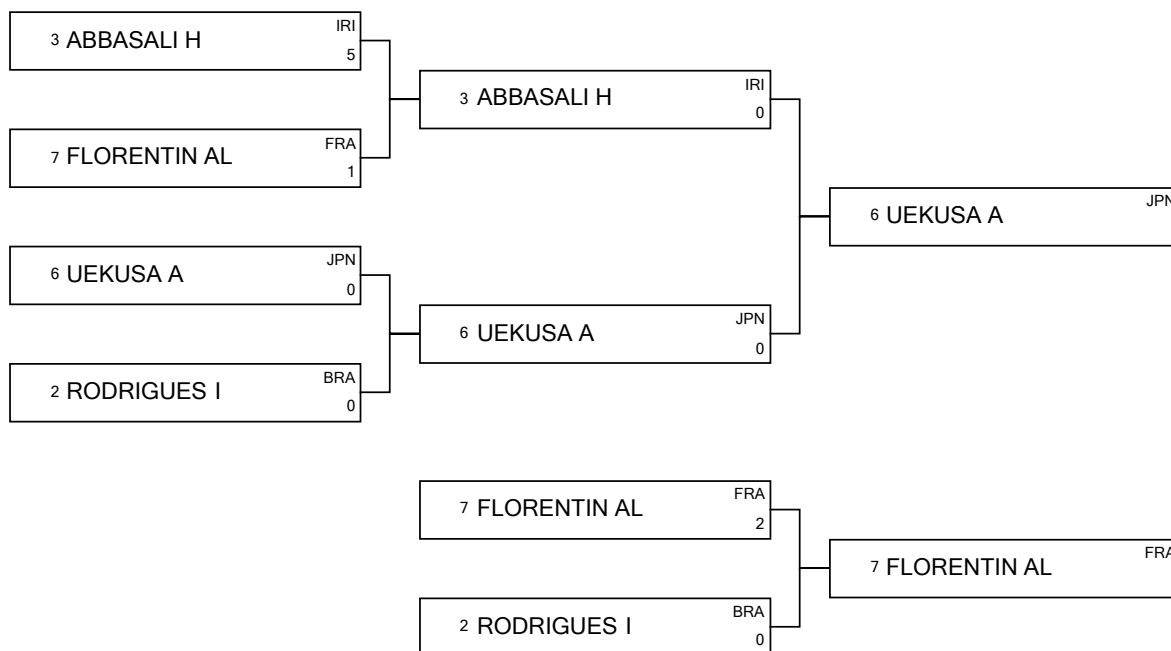 3 ABBASALI H IRI 5
7 FLORENTIN AL FRA 1
3 ABBASALI H IRI 0
6 UEKUSA A JPN 0
2 RODRIGUES I BRA 0
6 UEKUSA A JPN 0
6 UEKUSA A JPN
7 FLORENTIN AL FRA 2
2 RODRIGUES I BRA 0
7 FLORENTIN AL FRA